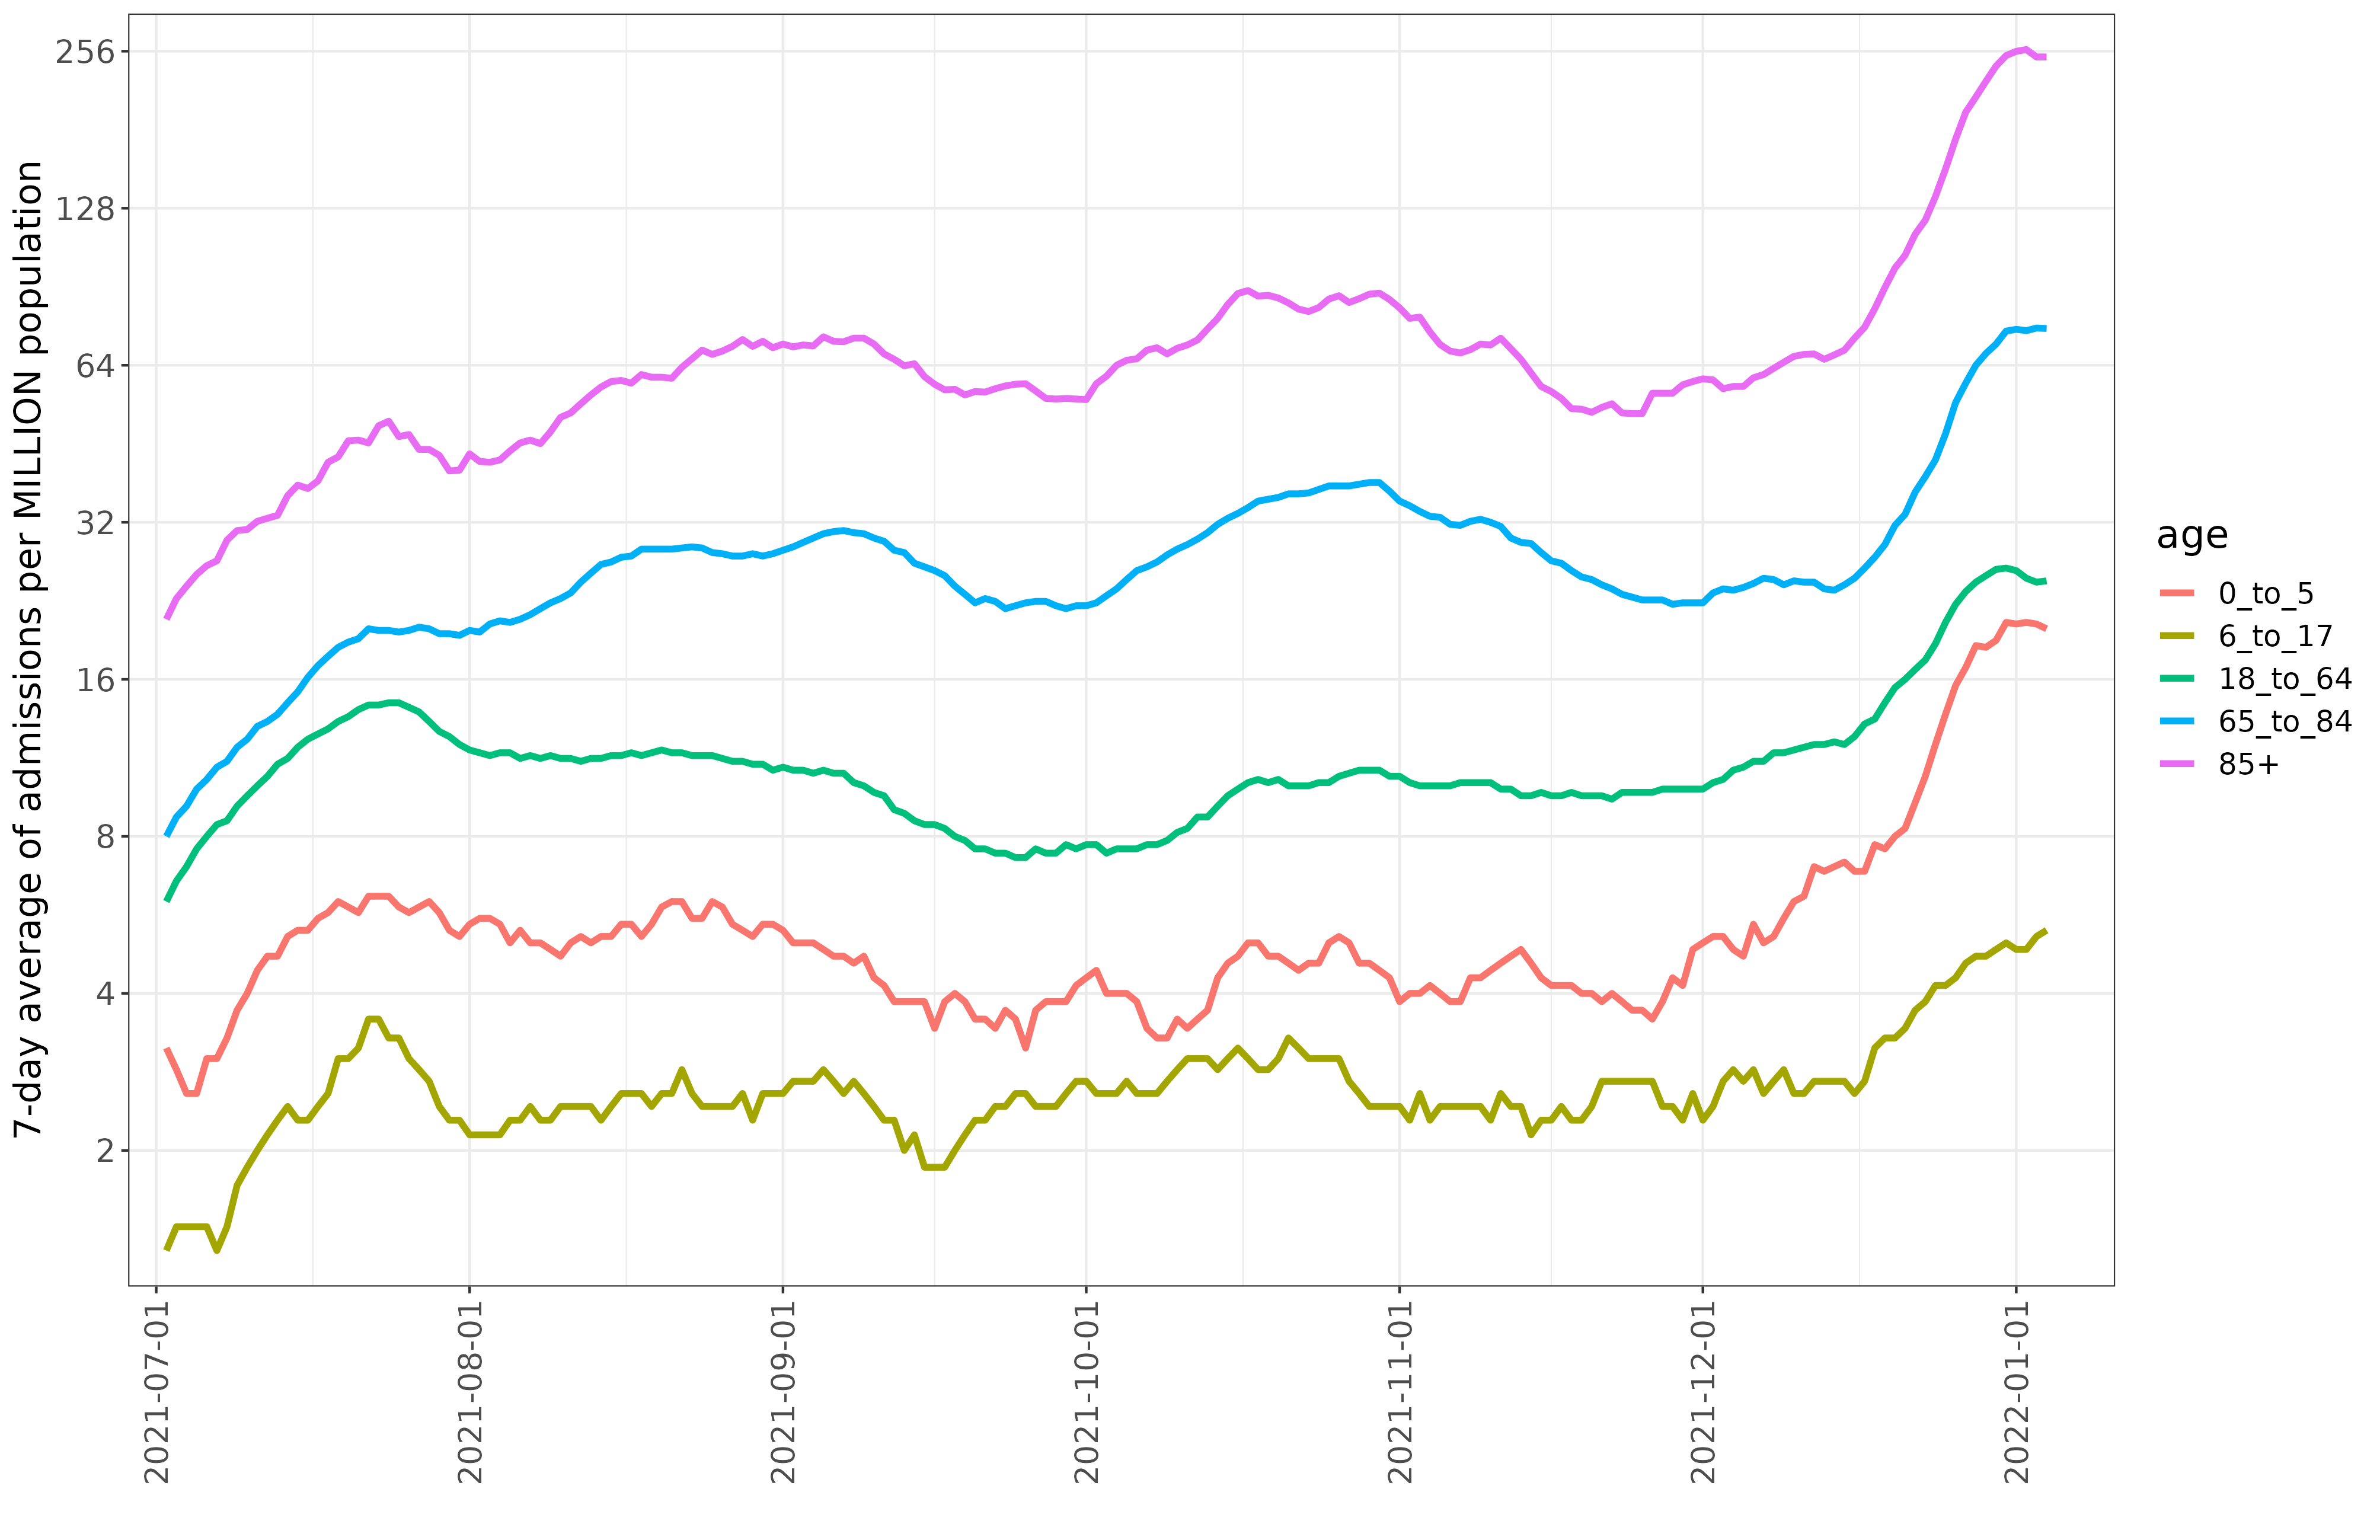 7-day average of admissions per MILLION population
256
128
64
32
16
8
4
2
2021-07-01
2021-08-01
2021-09-01
2021-10-01
2021-11-01
2021-12-01
2022-01-01
age
0_to_5
6_to_17
18_to_64
65_to_84
85+